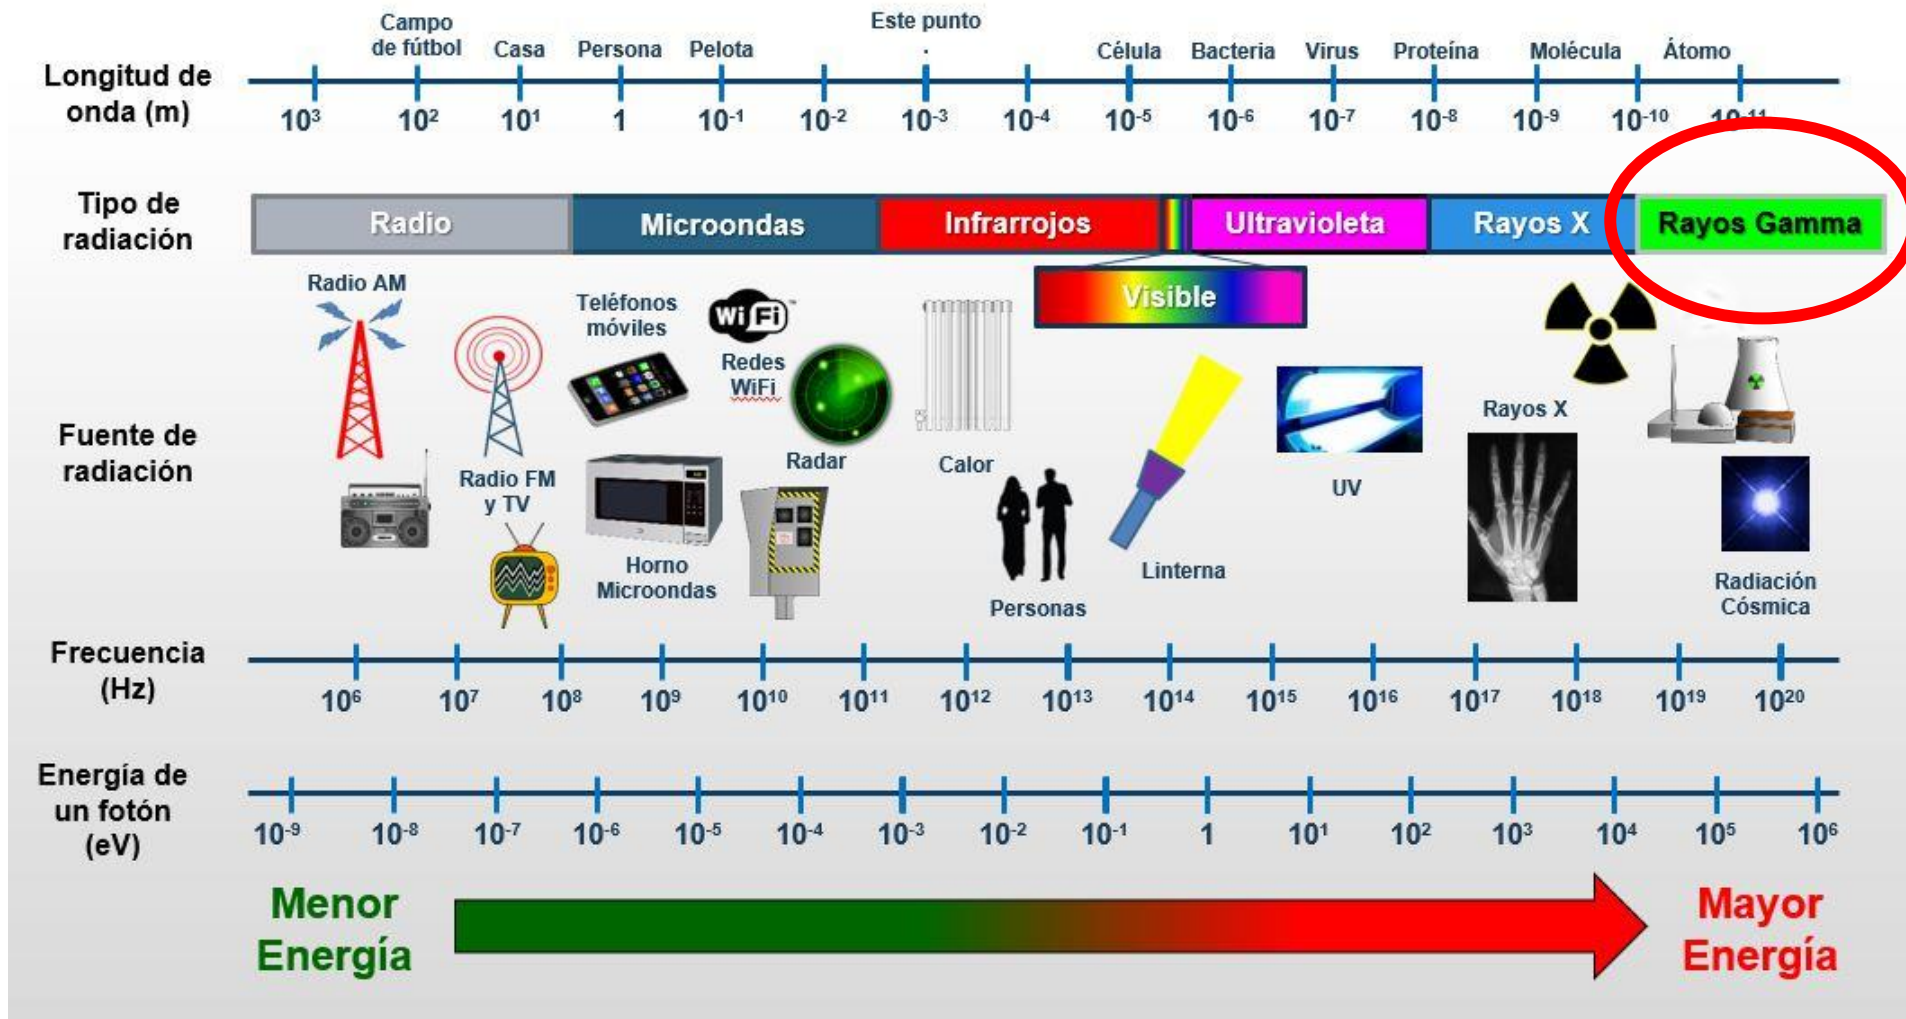 Campo
de fútbol
Casa
Persona
Pelota
Este punto
.
Célula
Bacteria
Virus
Proteína
Molécula
Átomo
Longitud de
onda (m)
10³ 10² 10¹ 1 10⁻¹ 10⁻² 10⁻³ 10⁻⁴ 10⁻⁵ 10⁻⁶ 10⁻⁷ 10⁻⁸ 10⁻⁹ 10⁻¹⁰ 10⁻¹¹
Tipo de
radiación
Radio
Microondas
Infrarrojos
Ultravioleta
Rayos X
Rayos Gamma
Visible
Fuente de
radiación
Radio AM
Radio FM
y TV
Teléfonos
móviles
Horno
Microondas
WiFi
™
Redes
WiFi
Radar
Calor
Personas
Linterna
UV
Rayos X
Radiación
Cósmica
Frecuencia
(Hz)
10⁶ 10⁷ 10⁸ 10⁹ 10¹⁰ 10¹¹ 10¹² 10¹³ 10¹⁴ 10¹⁵ 10¹⁶ 10¹⁷ 10¹⁸ 10¹⁹ 10²⁰
Energía de
un fotón
(eV)
10⁻⁹ 10⁻⁸ 10⁻⁷ 10⁻⁶ 10⁻⁵ 10⁻⁴ 10⁻³ 10⁻² 10⁻¹ 1 10¹ 10² 10³ 10⁴ 10⁵ 10⁶
Menor
Energía
Mayor
Energía